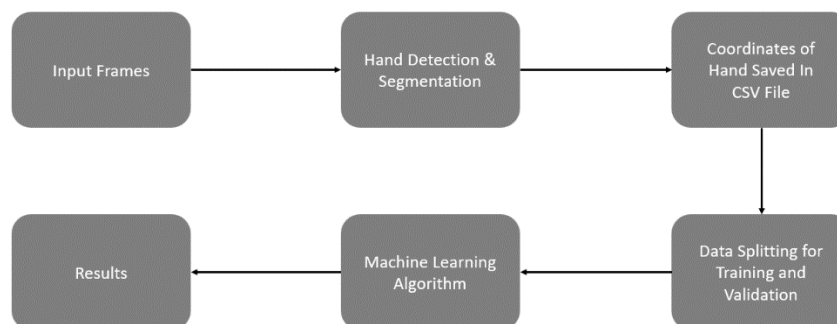 Input Frames
Hand Detection &
Segmentation
Coordinates of
Hand Saved In
CSV File
Results
Machine Learning
Algorithm
Data Splitting for
Training and
Validation